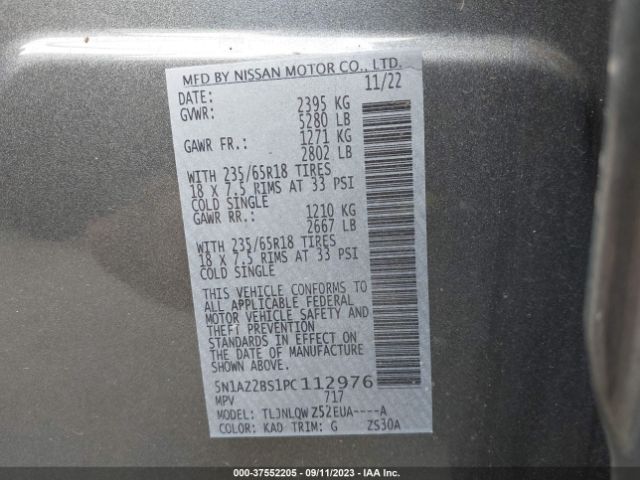 MFD BY NISSAN MOTOR CO., LTD.
DATE: 11/22
GVWR: 2395 KG
5280 LB
GAWR FR.: 1271 KG
2802 LB
WITH 235/65R18 TIRES
18 X 7.5 RIMS AT 33 PSI
COLD SINGLE
GAWR RR.: 1210 KG
2667 LB
WITH 235/65R18 TIRES
18 X 7.5 RIMS AT 33 PSI
COLD SINGLE
THIS VEHICLE CONFORMS TO
ALL APPLICABLE FEDERAL
MOTOR VEHICLE SAFETY AND
THEFT PREVENTION
STANDARDS IN EFFECT ON
THE DATE OF MANUFACTURE
SHOWN ABOVE.
5N1AZ2BS1PC112976
MPV 717
MODEL: TLJNLQW Z52EUA----A
COLOR: KAD TRIM: G ZS30A
000-37552205 - 09/11/2023 - IAA Inc.